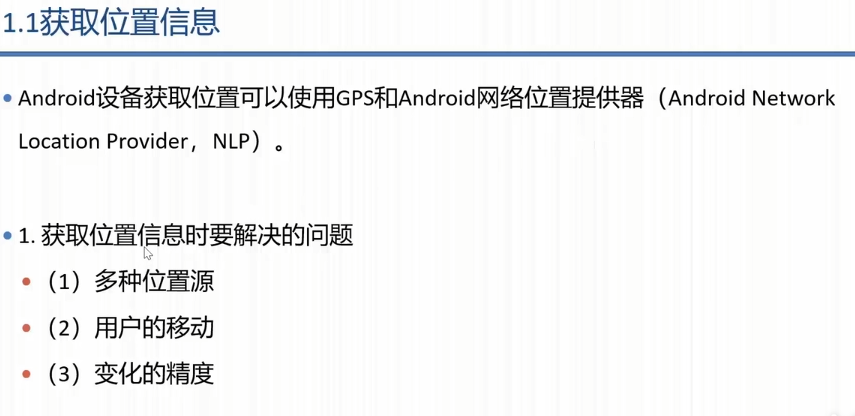 1.1获取位置信息
Android设备获取位置可以使用GPS和Android网络位置提供器（Android Network
Location Provider，NLP）。
1. 获取位置信息时要解决的问题
（1）多种位置源
（2）用户的移动
（3）变化的精度